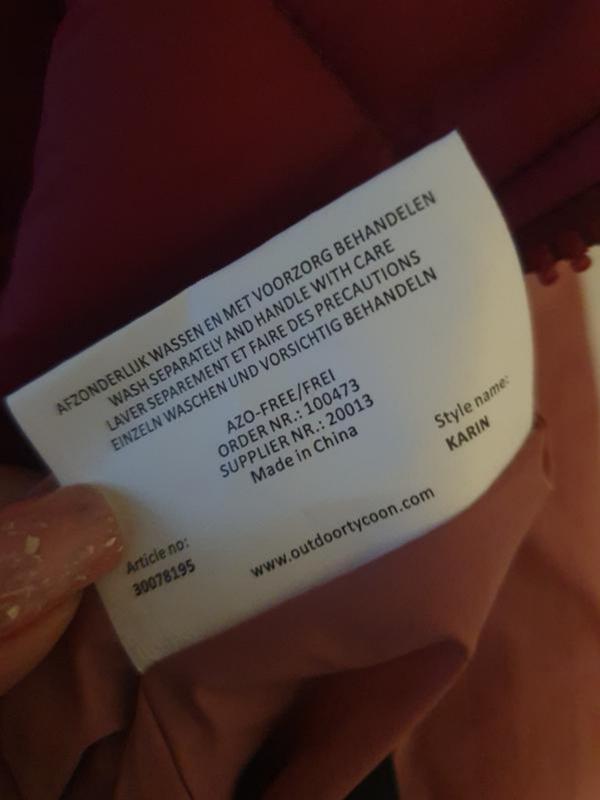 AFZONDERLIJK WASSEN EN MET VOORZORG BEHANDELEN
WASH SEPARATELY AND HANDLE WITH CARE
LAVER SEPAREMENT ET FAIRE DES PRECAUTIONS
EINZELN WASCHEN UND VORSICHTIG BEHANDELN
AZO-FREE/FREI
ORDER NR.: 100473
SUPPLIER NR.: 20013
Made in China
Style name:
KARIN
Article no:
30078195
www.outdoortycoon.com